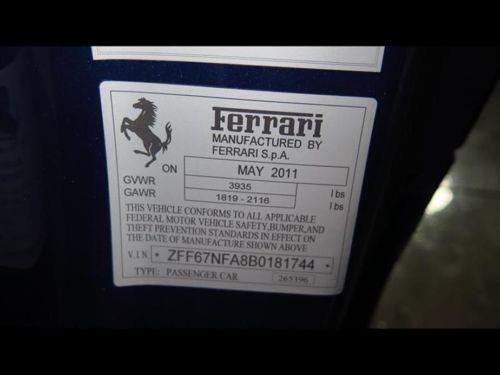 Ferrari
MANUFACTURED BY
FERRARI S.p.A.
ON MAY 2011
GVWR 3935 lbs
GAWR 1819 - 2116 lbs
THIS VEHICLE CONFORMS TO ALL APPLICABLE
FEDERAL MOTOR VEHICLE SAFETY, BUMPER, AND
THEFT PREVENTION STANDARDS IN EFFECT ON
THE DATE OF MANUFACTURE SHOWN ABOVE
V.I.N. * ZFF67NFA8B0181744 *
TYPE: PASSENGER CAR 265396